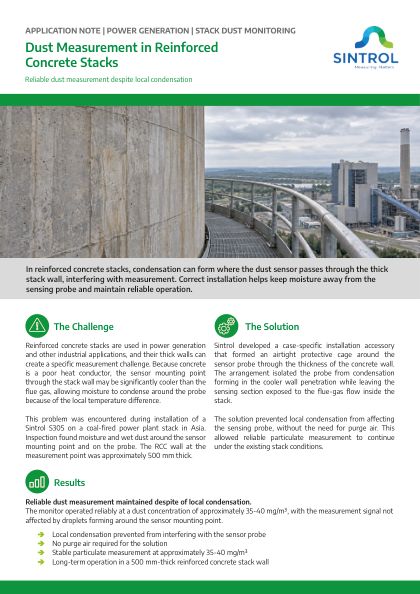 APPLICATION NOTE | POWER GENERATION | STACK DUST MONITORING
Dust Measurement in Reinforced
Concrete Stacks
Reliable dust measurement despite local condensation
SINTROL
Measuring Matters
In reinforced concrete stacks, condensation can form where the dust sensor passes through the thick
stack wall, interfering with measurement. Correct installation helps keep moisture away from the
sensing probe and maintain reliable operation.
The Challenge
Reinforced concrete stacks are used in power generation
and other industrial applications, and their thick walls can
create a specific measurement challenge. Because concrete
is a poor heat conductor, the sensor mounting point
through the stack wall may be significantly cooler than the
flue gas, allowing moisture to condense around the probe
because of the local temperature difference.
This problem was encountered during installation of a
Sintrol S305 on a coal-fired power plant stack in Asia.
Inspection found moisture and wet dust around the sensor
mounting point and on the probe. The RCC wall at the
measurement point was approximately 500 mm thick.
The Solution
Sintrol developed a case-specific installation accessory
that formed an airtight protective cage around the
sensor probe through the thickness of the concrete wall.
The arrangement isolated the probe from condensation
forming in the cooler wall penetration while leaving the
sensing section exposed to the flue-gas flow inside the
stack.
The solution prevented local condensation from affecting
the sensing probe, without the need for purge air. This
allowed reliable particulate measurement to continue
under the existing stack conditions.
Results
Reliable dust measurement maintained despite of local condensation.
The monitor operated reliably at a dust concentration of approximately 35-40 mg/m³, with the measurement signal not
affected by droplets forming around the sensor mounting point.
Local condensation prevented from interfering with the sensor probe
No purge air required for the solution
Stable particulate measurement at approximately 35-40 mg/m³
Long-term operation in a 500 mm-thick reinforced concrete stack wall